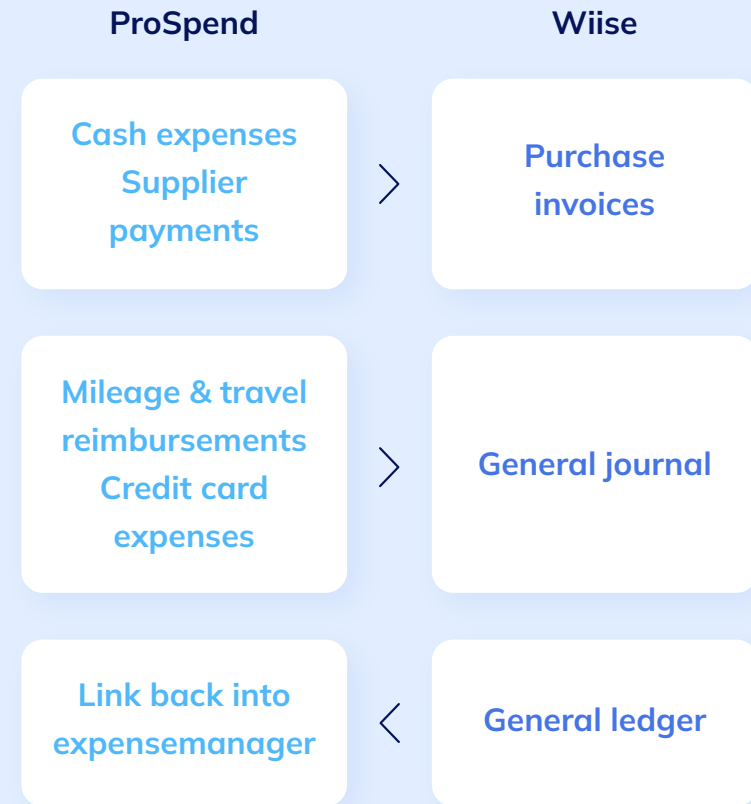 ProSpend
Wiise
Cash expenses
Supplier
payments
Purchase
invoices
Mileage & travel
reimbursements
Credit card
expenses
General journal
Link back into
expensemanager
General ledger